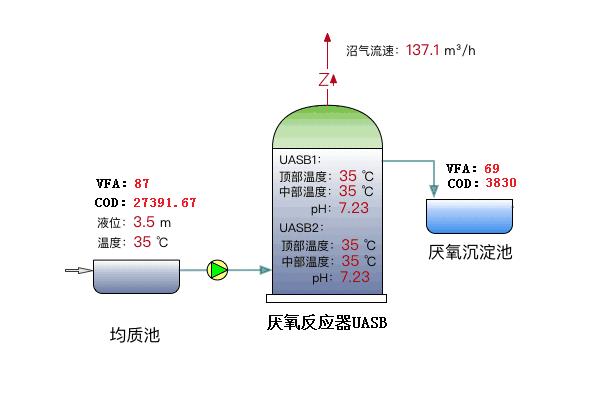 沼气流速：137.1 m³/h
Z
UASB1：
顶部温度：35 ℃
中部温度：35 ℃
pH：7.23
UASB2：
顶部温度：35 ℃
中部温度：35 ℃
pH：7.23
VFA：87
COD：27391.67
液位：3.5 m
温度：35 ℃
VFA：69
COD：3830
厌氧沉淀池
均质池
厌氧反应器UASB